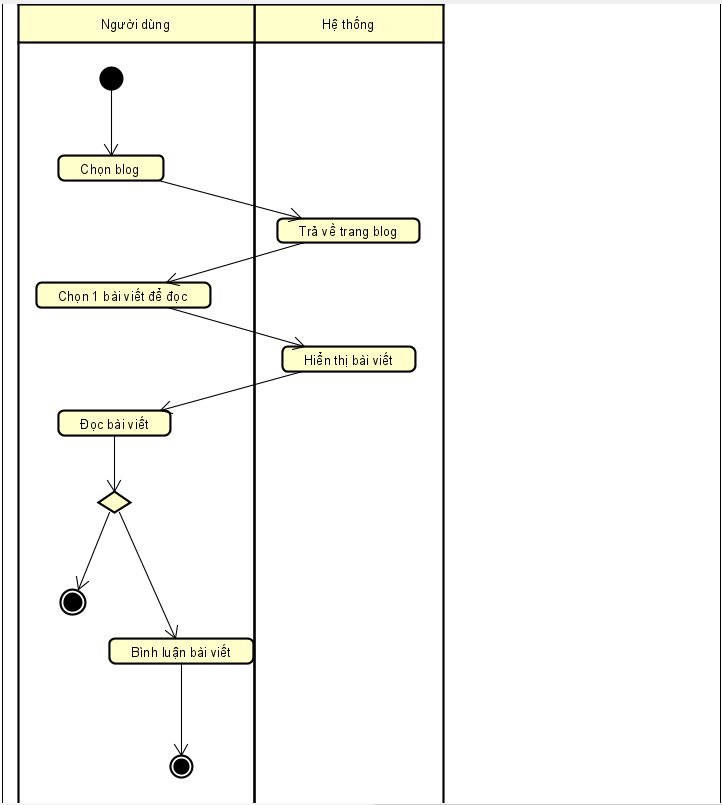 Người dùng
Hệ thống
Chọn blog
Trả về trang blog
Chọn 1 bài viết để đọc
Hiển thị bài viết
Đọc bài viết
Bình luận bài viết